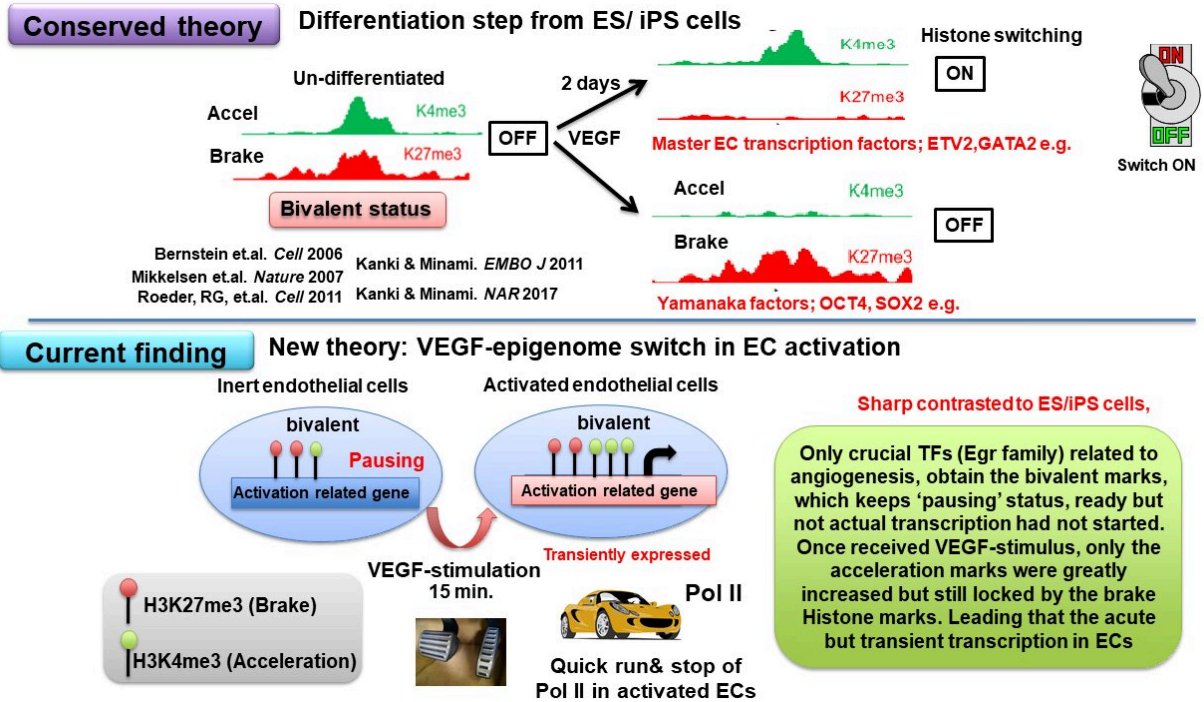 Conserved theory
Differentiation step from ES/ iPS cells
Un-differentiated
Accel
K4me3
Brake
K27me3
Bivalent status
OFF
2 days
VEGF
K4me3
K27me3
Histone switching
ON
Master EC transcription factors; ETV2,GATA2 e.g.
Accel
K4me3
Brake
K27me3
OFF
Yamanaka factors; OCT4, SOX2 e.g.
ON
OFF
Switch ON
Bernstein et.al. Cell 2006
Mikkelsen et.al. Nature 2007
Roeder, RG, et.al. Cell 2011
Kanki & Minami. EMBO J 2011
Kanki & Minami. NAR 2017
Current finding
New theory: VEGF-epigenome switch in EC activation
Inert endothelial cells
bivalent
Pausing
Activation related gene
Activated endothelial cells
bivalent
Activation related gene
Transiently expressed
VEGF-stimulation
15 min.
H3K27me3 (Brake)
H3K4me3 (Acceleration)
Pol II
Quick run& stop of
Pol II in activated ECs
Sharp contrasted to ES/iPS cells,
Only crucial TFs (Egr family) related to
angiogenesis, obtain the bivalent marks,
which keeps ‘pausing’ status, ready but
not actual transcription had not started.
Once received VEGF-stimulus, only the
acceleration marks were greatly
increased but still locked by the brake
Histone marks. Leading that the acute
but transient transcription in ECs